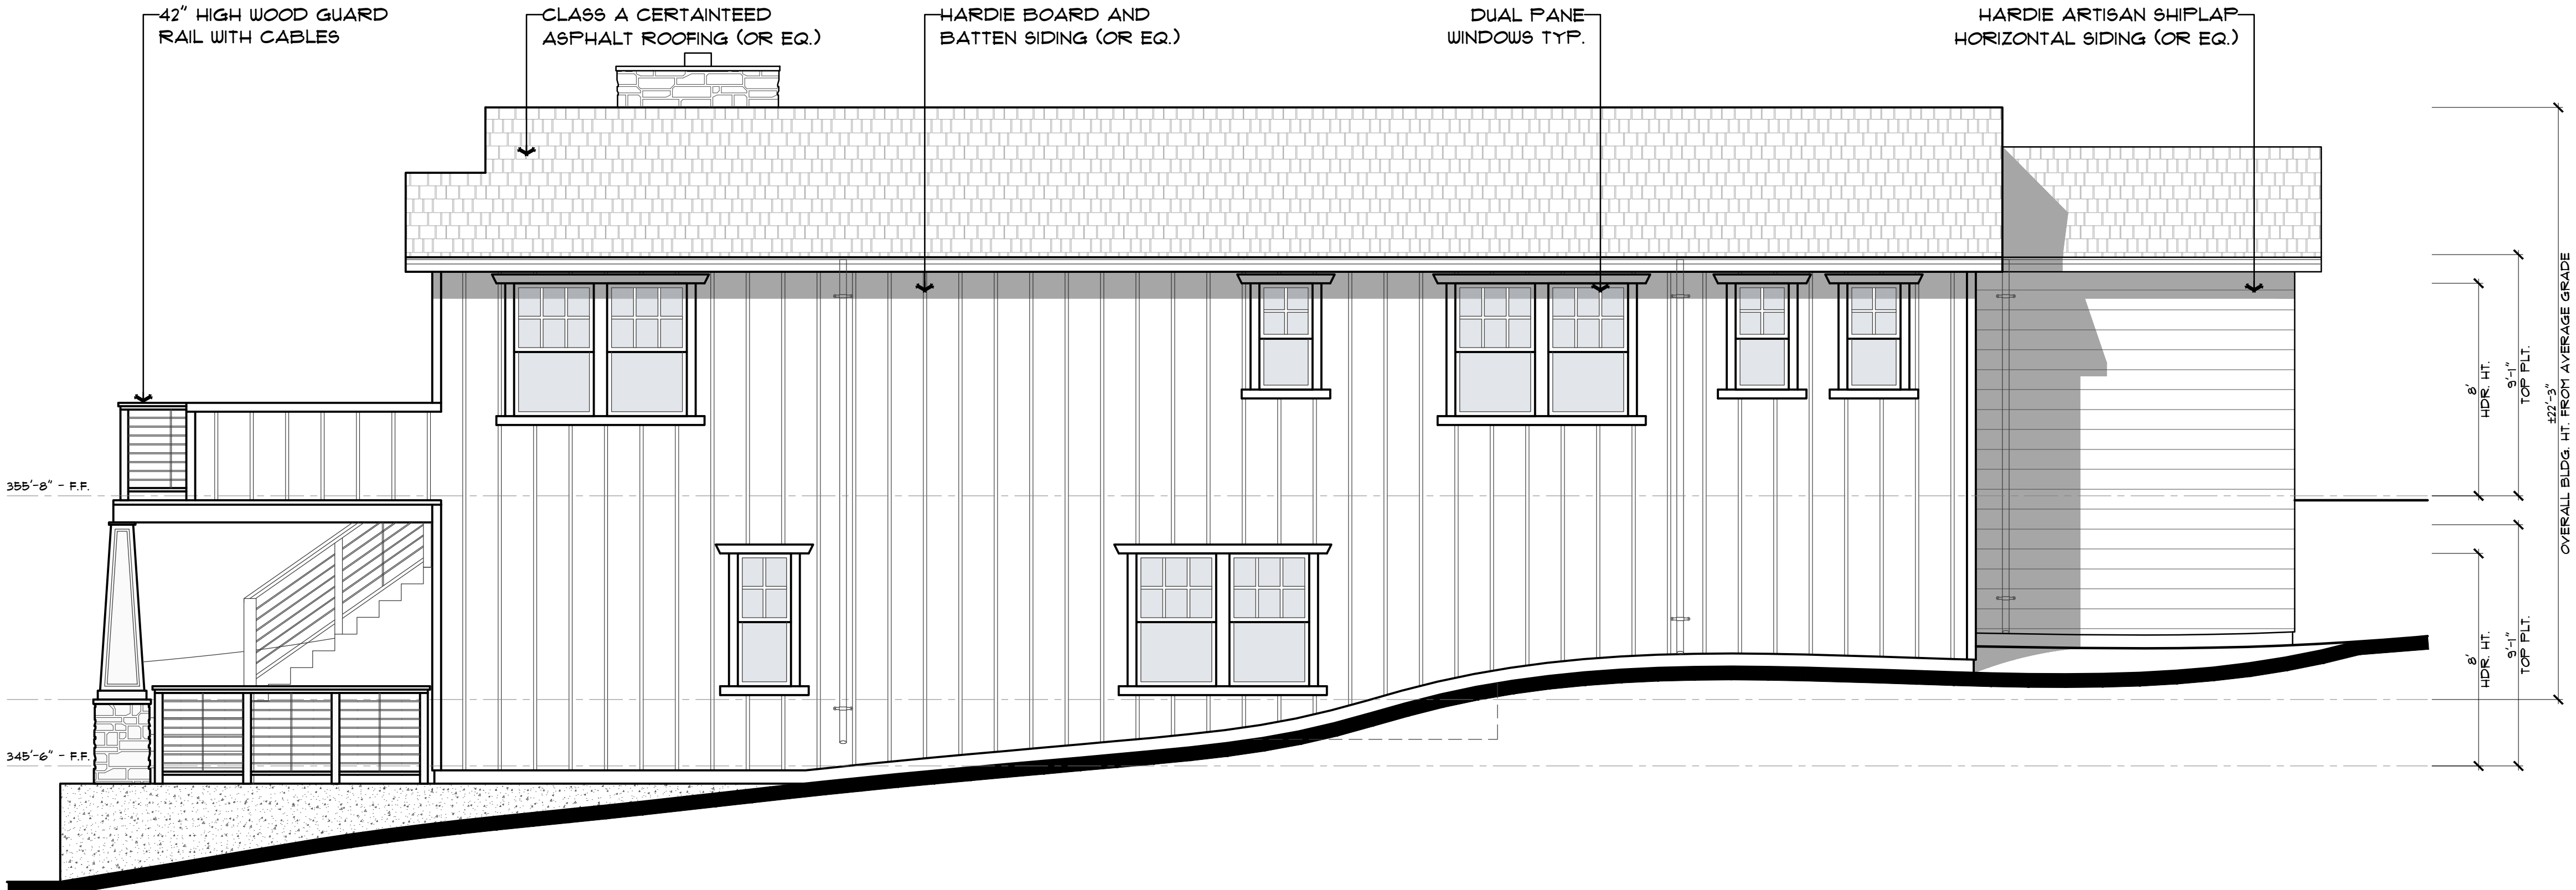 42" HIGH WOOD GUARD
RAIL WITH CABLES
CLASS A CERTAINTEED
ASPHALT ROOFING (OR EQ.)
HARDIE BOARD AND
BATTEN SIDING (OR EQ.)
DUAL PANE
WINDOWS TYP.
HARDIE ARTISAN SHIPLAP
HORIZONTAL SIDING (OR EQ.)
355'-8" - F.F.
345'-6" - F.F.
8'
HDR. HT.
9'-1"
TOP PLT.
±22'-3"
OVERALL BLDG. HT. FROM AVERAGE GRADE
8'
HDR. HT.
9'-1"
TOP PLT.